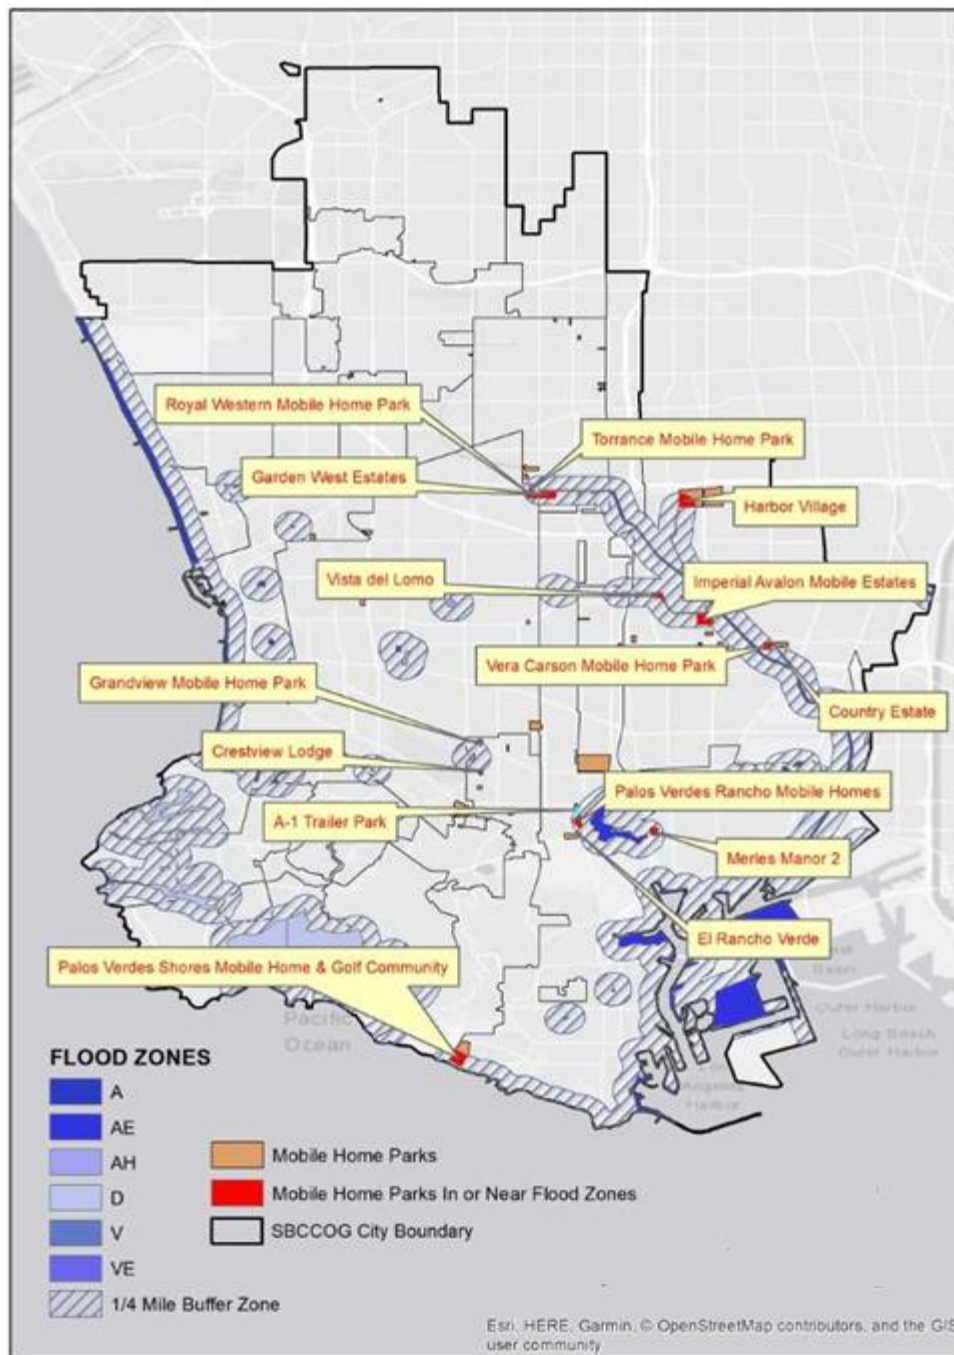 Royal Western Mobile Home Park
Torrance Mobile Home Park
Garden West Estates
Harbor Village
Vista del Lomo
Imperial Avalon Mobile Estates
Vera Carson Mobile Home Park
Grandview Mobile Home Park
Country Estate
Crestview Lodge
Palos Verdes Rancho Mobile Homes
A-1 Trailer Park
Merles Manor 2
El Rancho Verde
Palos Verdes Shores Mobile Home & Golf Community
Pacific
Ocean
Outer Harbor
Long Beach
Outer Harbor
Angeles
Harbor
FLOOD ZONES
A
AE
AH
D
V
VE
1/4 Mile Buffer Zone
Mobile Home Parks
Mobile Home Parks In or Near Flood Zones
SBCCOG City Boundary
Esri, HERE, Garmin, © OpenStreetMap contributors, and the GIS
user community